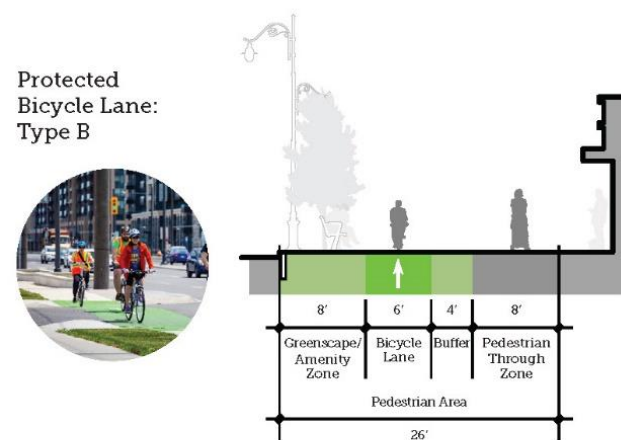 Protected
Bicycle Lane:
Type B
8' 6' 4' 8'
Greenscape/
Amenity
Zone
Bicycle
Lane
Buffer
Pedestrian
Through
Zone
Pedestrian Area
26'